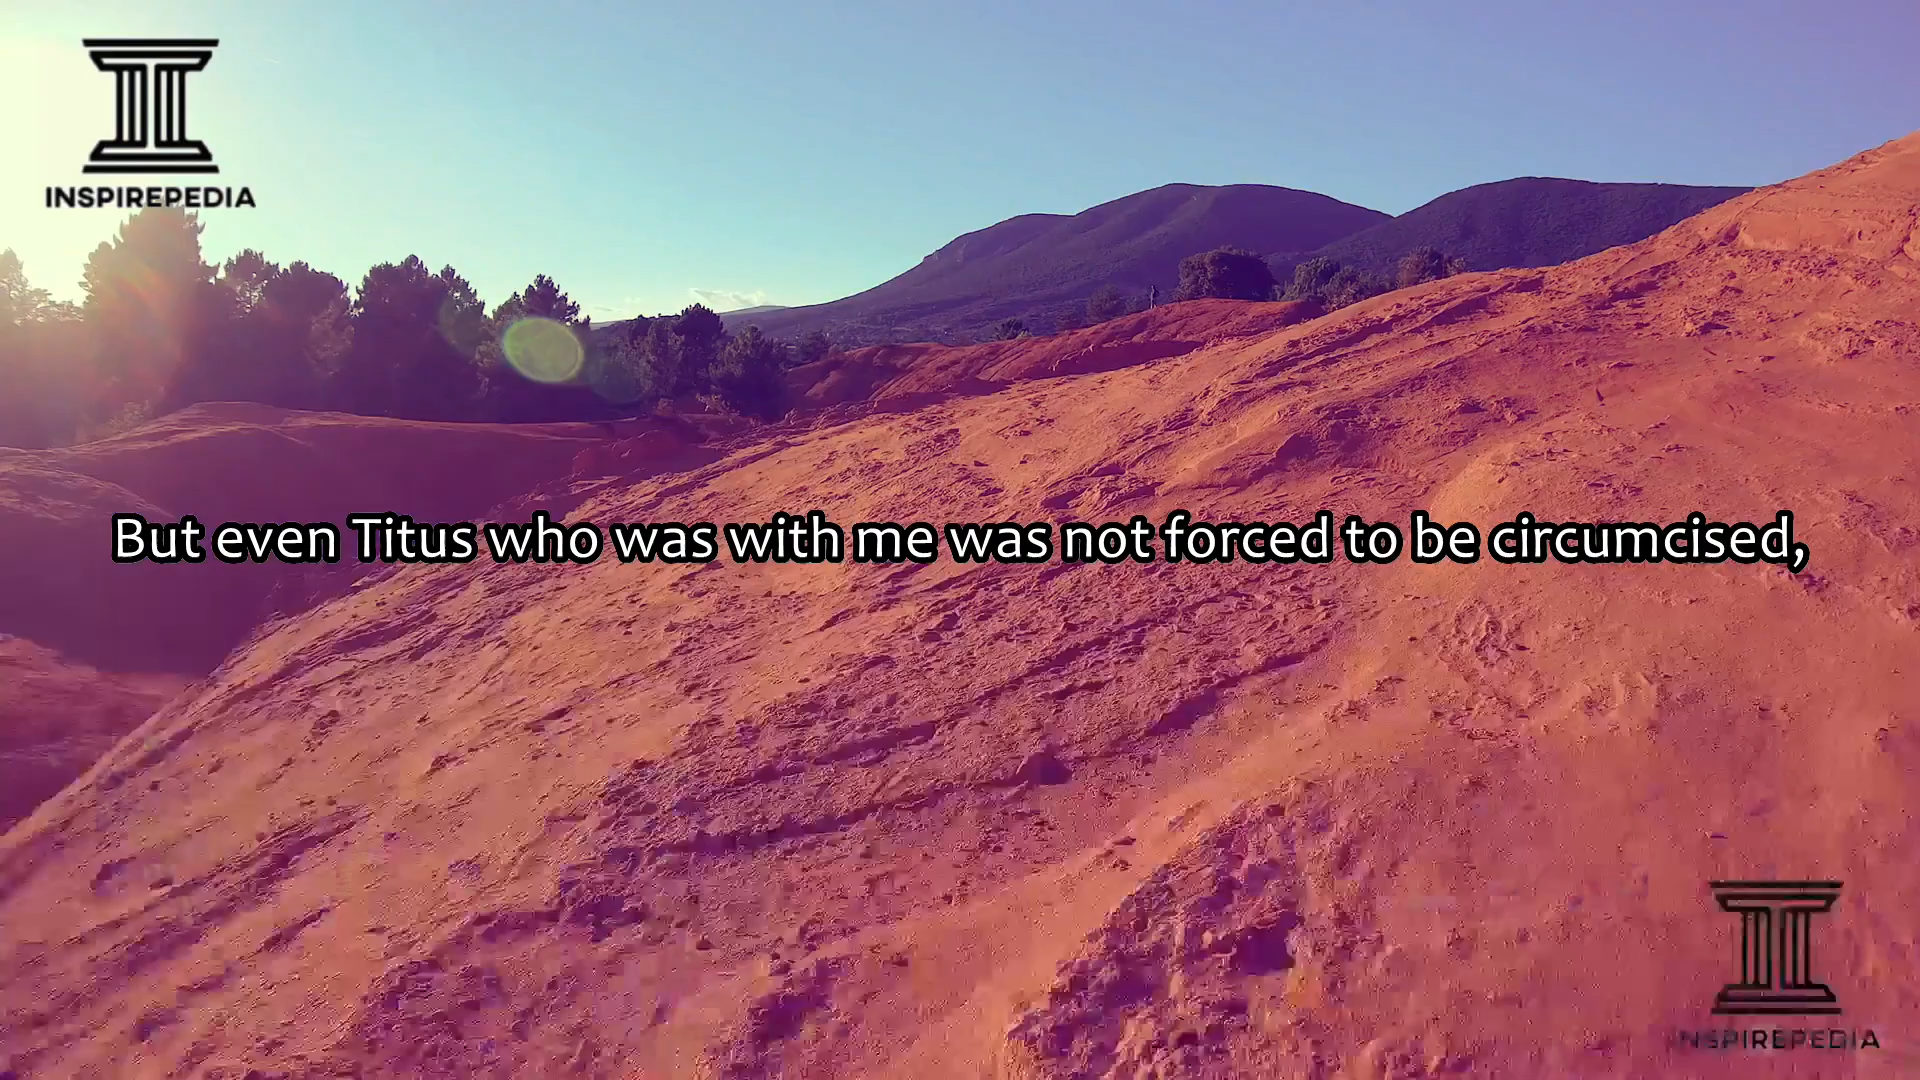 INSPIREPEDIA
But even Titus who was with me was not forced to be circumcised,
INSPIREPEDIA